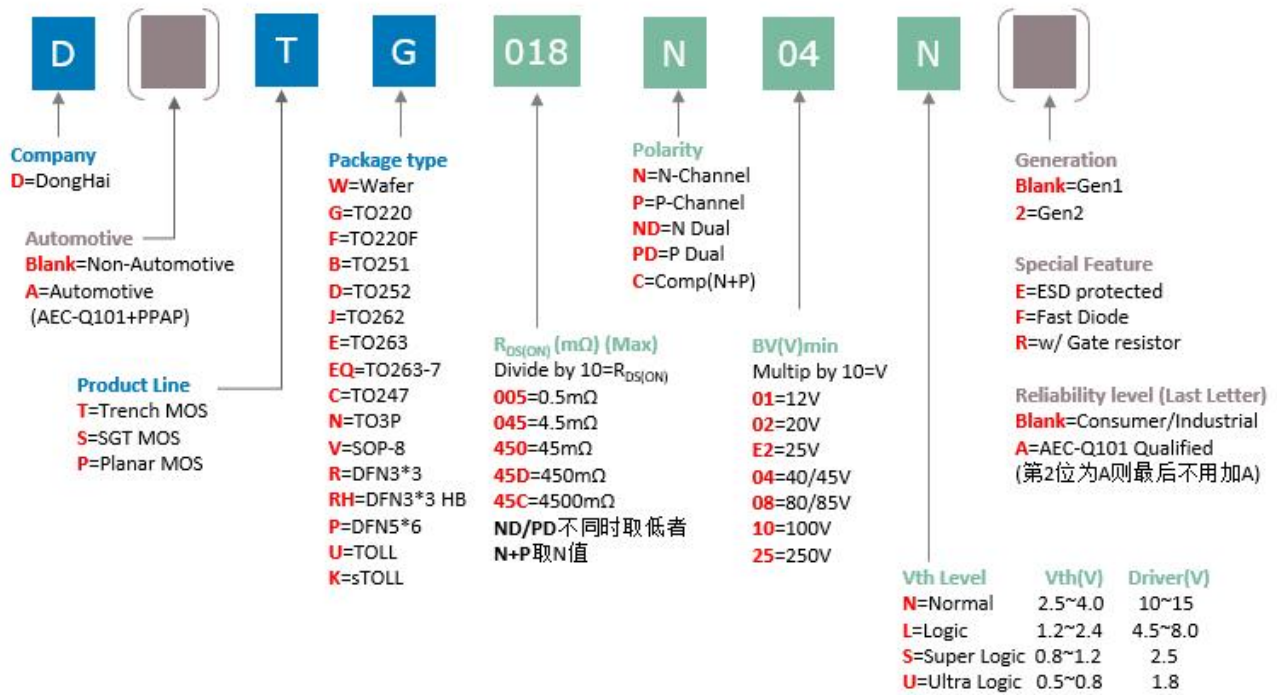 D T G 018 N 04 N
Company
D=DongHai
Automotive
Blank=Non-Automotive
A=Automotive
(AEC-Q101+PPAP)
Product Line
T=Trench MOS
S=SGT MOS
P=Planar MOS
Package type
W=Wafer
G=TO220
F=TO220F
B=TO251
D=TO252
J=TO262
E=TO263
EQ=TO263-7
C=TO247
N=TO3P
V=SOP-8
R=DFN3*3
RH=DFN3*3 HB
P=DFN5*6
U=TOLL
K=sTOLL
RDS(ON) (mΩ) (Max)
Divide by 10=RDS(ON)
005=0.5mΩ
045=4.5mΩ
450=45mΩ
45D=450mΩ
45C=4500mΩ
ND/PD不同时取低者
N+P取N值
Polarity
N=N-Channel
P=P-Channel
ND=N Dual
PD=P Dual
C=Comp(N+P)
BV(V)min
Multip by 10=V
01=12V
02=20V
E2=25V
04=40/45V
08=80/85V
10=100V
25=250V
Vth Level Vth(V) Driver(V)
N=Normal 2.5~4.0 10~15
L=Logic 1.2~2.4 4.5~8.0
S=Super Logic 0.8~1.2 2.5
U=Ultra Logic 0.5~0.8 1.8
Generation
Blank=Gen1
2=Gen2
Special Feature
E=ESD protected
F=Fast Diode
R=w/ Gate resistor
Reliability level (Last Letter)
Blank=Consumer/Industrial
A=AEC-Q101 Qualified
(第2位为A则最后不用加A)